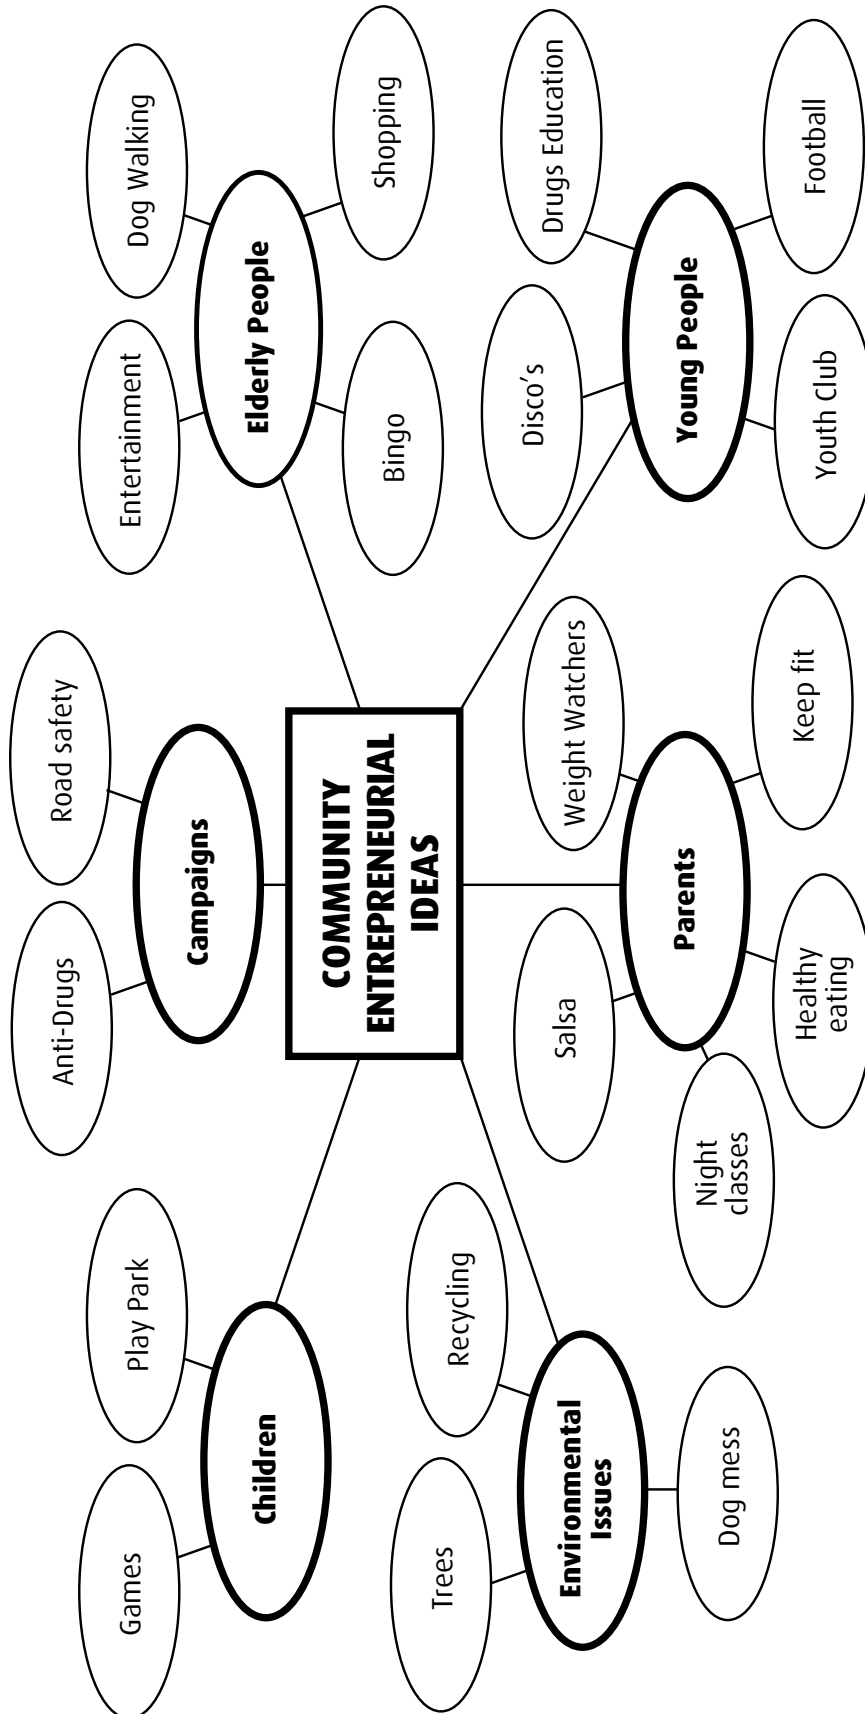 Games
Play Park
Children
Anti-Drugs
Road safety
Campaigns
Entertainment
Dog Walking
Elderly People
Bingo
Shopping
COMMUNITY
ENTREPRENEURIAL
IDEAS
Trees
Recycling
Environmental
Issues
Dog mess
Salsa
Weight Watchers
Parents
Night
classes
Healthy
eating
Keep fit
Disco's
Drugs Education
Young People
Youth Club
Football